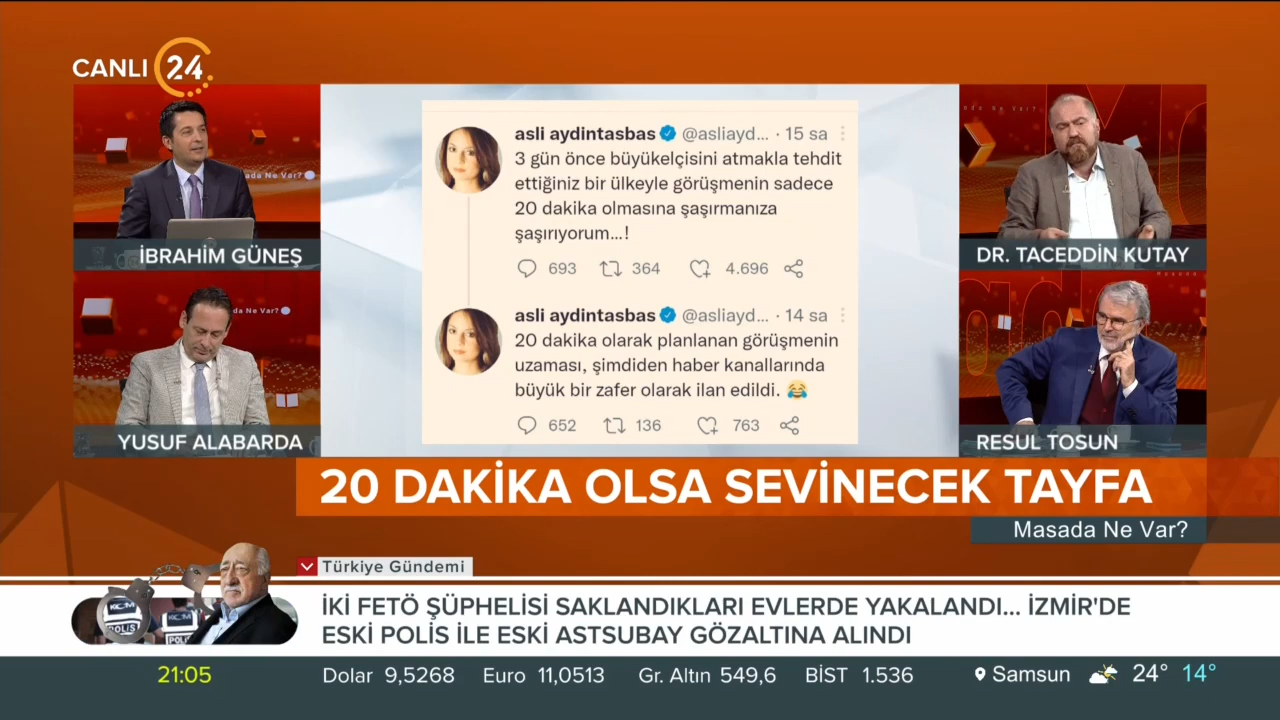 CANLI 24
asli aydintasbas @asliayd... · 15 sa
3 gün önce büyükelçisini atmakla tehdit
ettiğiniz bir ülkeyle görüşmenin sadece
20 dakika olmasına şaşırmanıza
şaşırıyorum...!
693 364 4.696
asli aydintasbas @asliayd... · 14 sa
20 dakika olarak planlanan görüşmenin
uzaması, şimdiden haber kanallarında
büyük bir zafer olarak ilan edildi. 😂
652 136 763
İBRAHİM GÜNEŞ
DR. TACEDDİN KUTAY
YUSUF ALABARDA
RESUL TOSUN
20 DAKİKA OLSA SEVİNECEK TAYFA
Masada Ne Var?
Türkiye Gündemi
İKİ FETÖ ŞÜPHELİSİ SAKLANDIKLARI EVLERDE YAKALANDI... İZMİR'DE
ESKİ POLİS İLE ESKİ ASTSUBAY GÖZALTINA ALINDI
POLİS
21:05 Dolar 9,5268 Euro 11,0513 Gr. Altın 549,6 BİST 1.536 Samsun 24° 14°